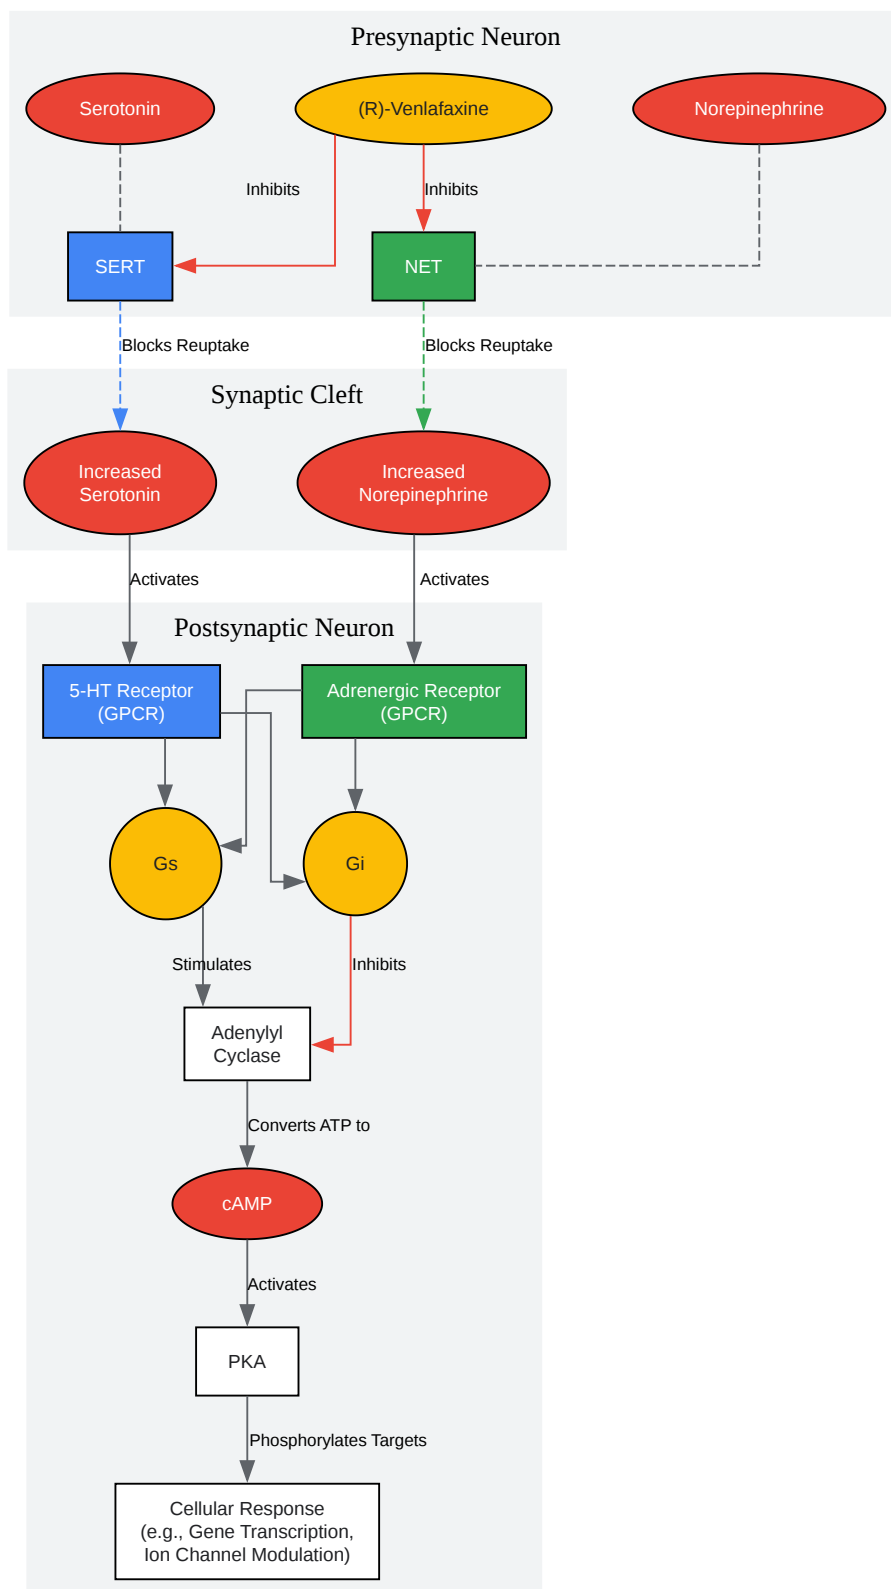 Presynaptic Neuron
Serotonin
(R)-Venlafaxine
Norepinephrine
Inhibits
Inhibits
SERT
NET
Blocks Reuptake
Blocks Reuptake
Synaptic Cleft
Increased
Serotonin
Increased
Norepinephrine
Activates
Activates
Postsynaptic Neuron
5-HT Receptor
(GPCR)
Adrenergic Receptor
(GPCR)
Gs
Gi
Stimulates
Inhibits
Adenylyl
Cyclase
Converts ATP to
cAMP
Activates
PKA
Phosphorylates Targets
Cellular Response
(e.g., Gene Transcription,
Ion Channel Modulation)